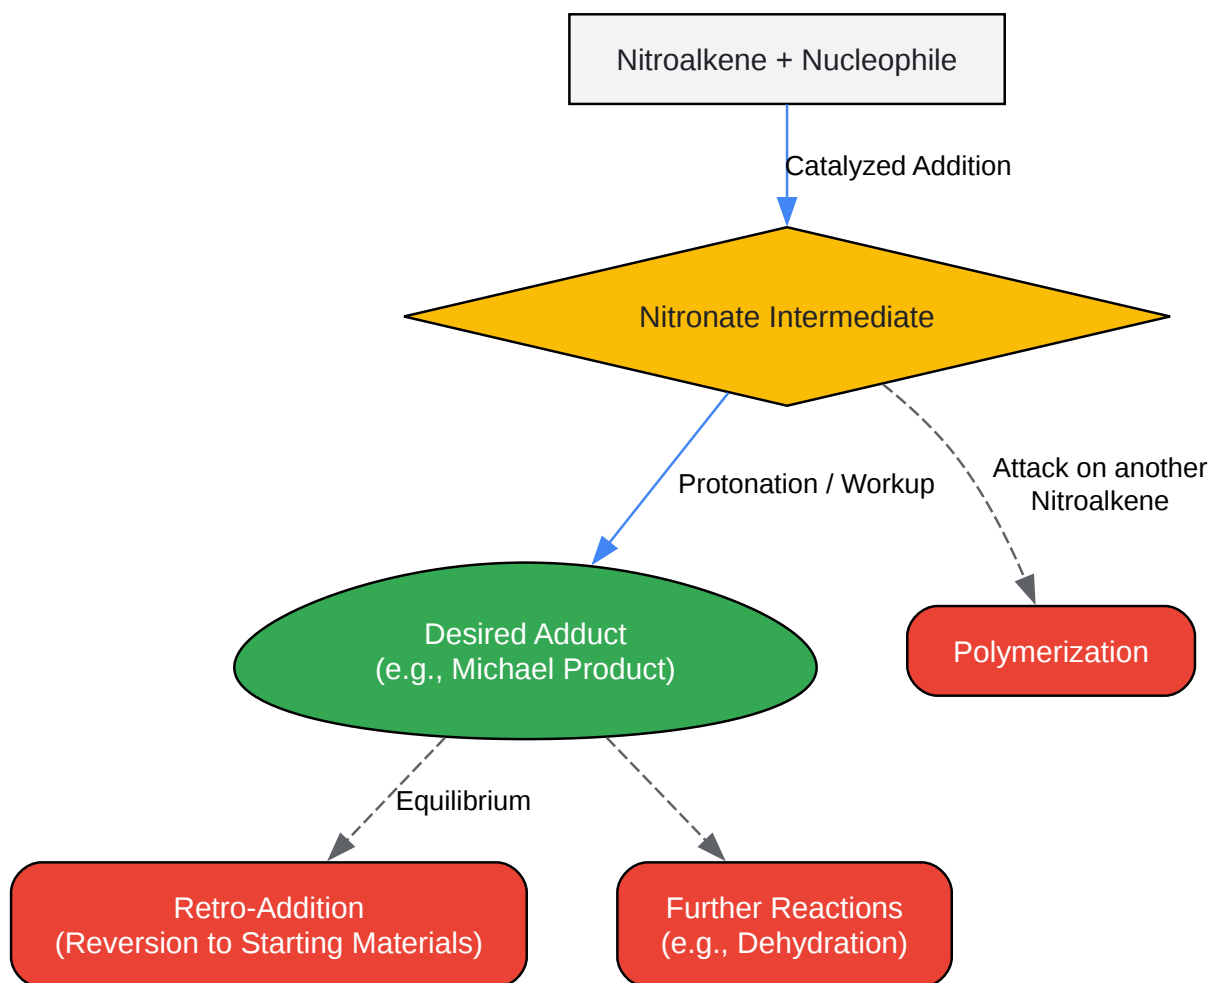 Nitroalkene + Nucleophile
Catalyzed Addition
Nitronate Intermediate
Protonation / Workup
Attack on another
Nitroalkene
Desired Adduct
(e.g., Michael Product)
Polymerization
Equilibrium
Retro-Addition
(Reversion to Starting Materials)
Further Reactions
(e.g., Dehydration)